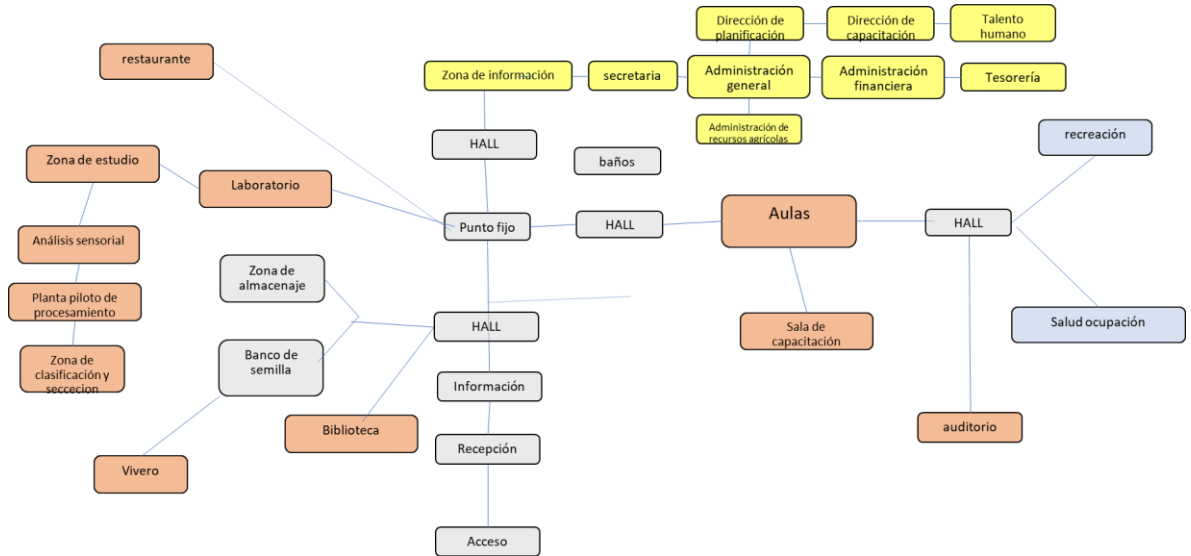 Dirección de
planificación
Dirección de
capacitación
Talento
humano
restaurante
Zona de información
secretaria
Administración
general
Administración
financiera
Tesorería
Administración de
recursos agrícolas
HALL
baños
recreación
Zona de estudio
Laboratorio
Aulas
Punto fijo
HALL
HALL
Análisis sensorial
Zona de
almacenaje
Planta piloto de
procesamiento
HALL
Sala de
capacitación
Salud ocupación
Zona de
clasificación y
seccecion
Banco de
semilla
Información
Biblioteca
auditorio
Recepción
Vivero
Acceso